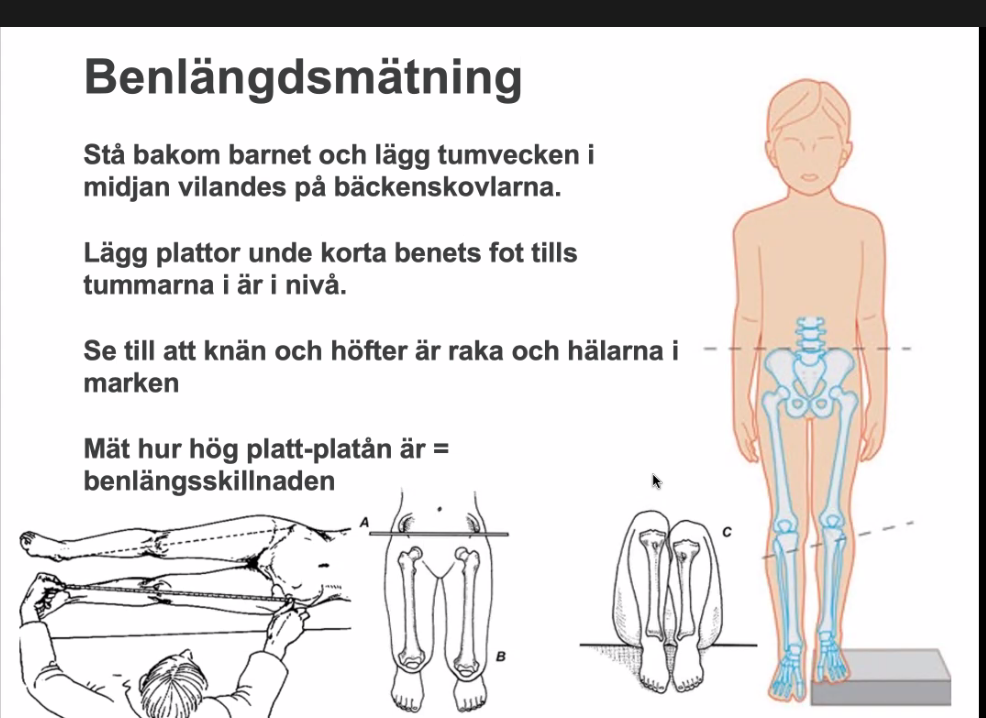 Benlängdsmätning
Stå bakom barnet och lägg tumvecken i
midjan vilandes på bäckenskovlarna.
Lägg plattor unde korta benets fot tills
tummarna i är i nivå.
Se till att knän och höfter är raka och hälarna i
marken
Mät hur hög platt-platån är =
benlängsskillnaden
A
B
C